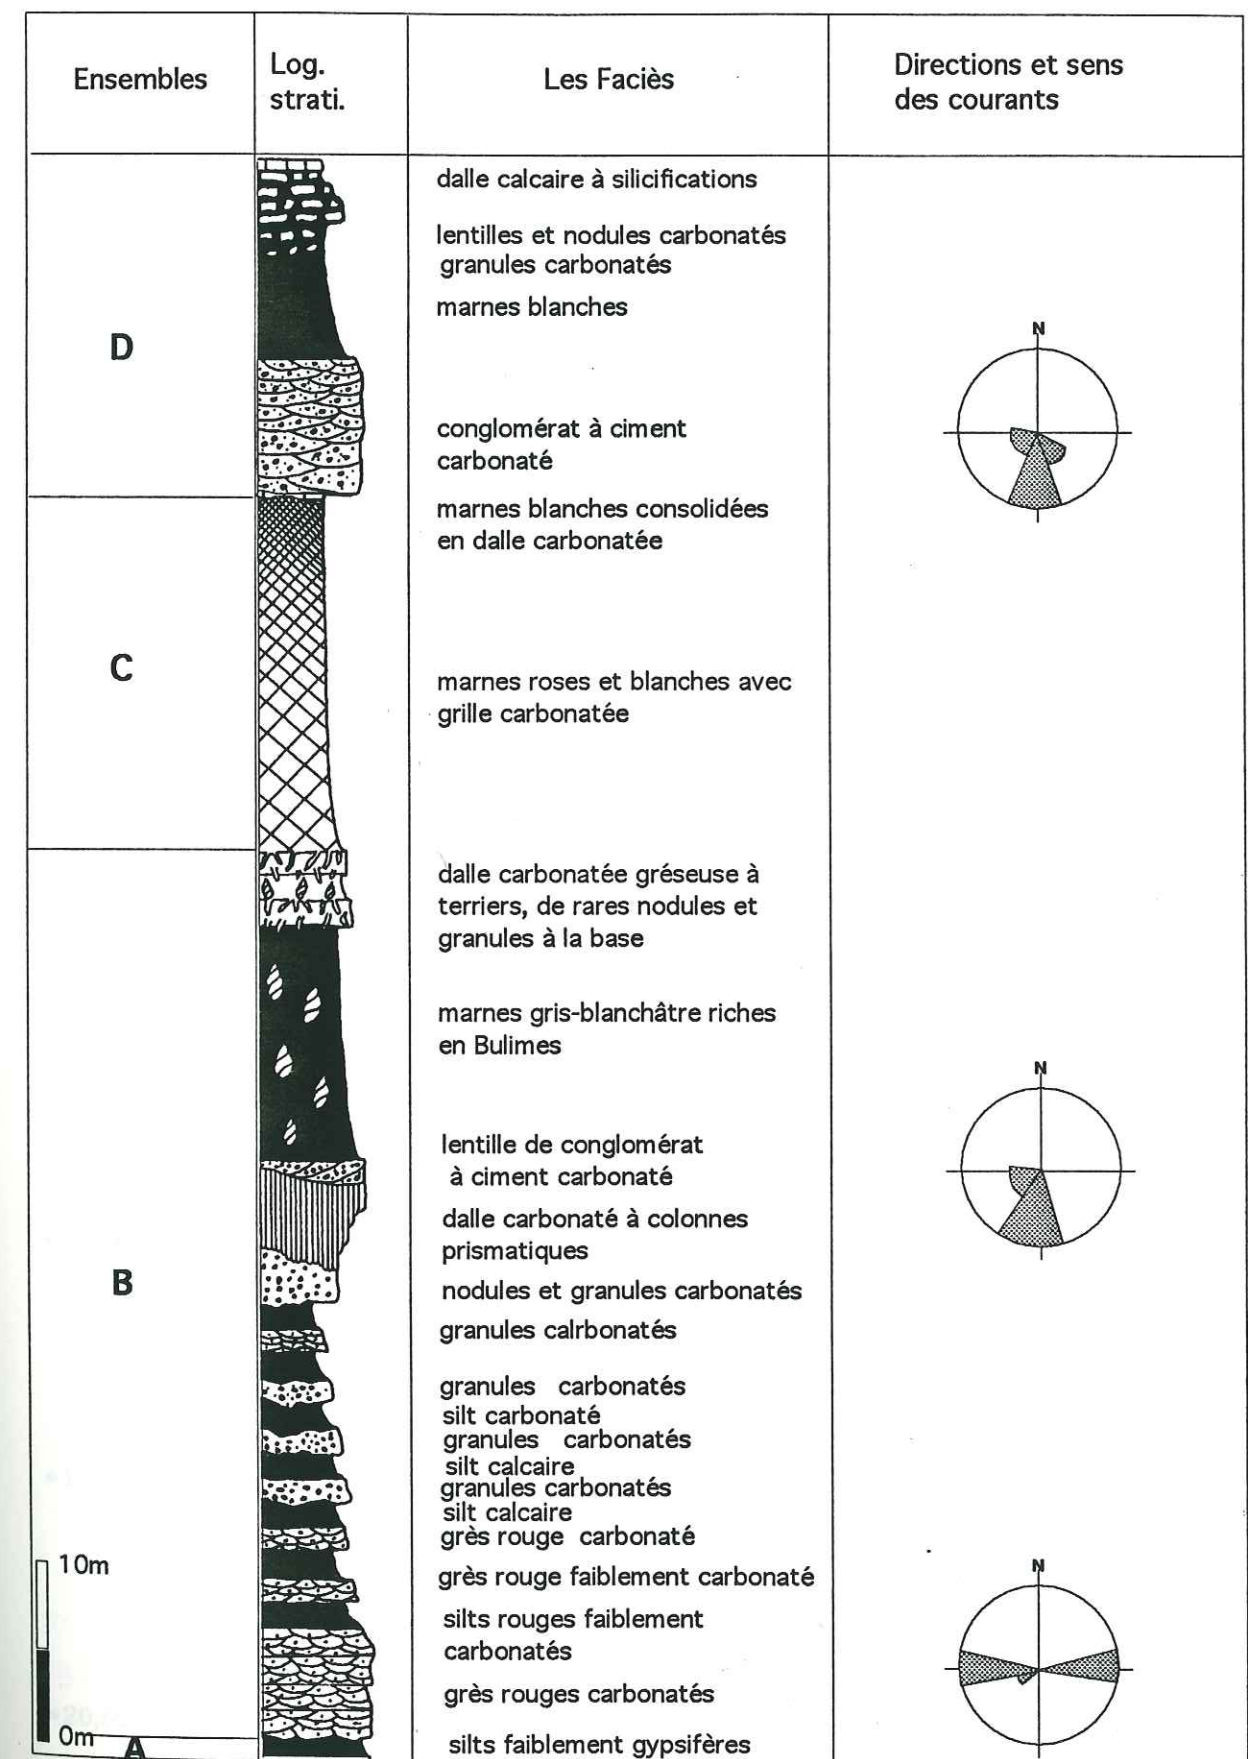 Ensembles
Log.
strati.
Les Faciès
Directions et sens
des courants
dalle calcaire à silicifications
lentilles et nodules carbonatés
granules carbonatés
marnes blanches
D
N
conglomérat à ciment
carbonaté
marnes blanches consolidées
en dalle carbonatée
C
marnes roses et blanches avec
grille carbonatée
dalle carbonatée gréseuse à
terriers, de rares nodules et
granules à la base
marnes gris-blanchâtre riches
en Bulimes
N
lentille de conglomérat
à ciment carbonaté
dalle carbonaté à colonnes
prismatiques
B
nodules et granules carbonatés
granules calrbonatés
granules carbonatés
silt carbonaté
granules carbonatés
silt calcaire
granules carbonatés
silt calcaire
grès rouge carbonaté
10m
N
grès rouge faiblement carbonaté
silts rouges faiblement
carbonatés
grès rouges carbonatés
0m
A
silts faiblement gypsifères